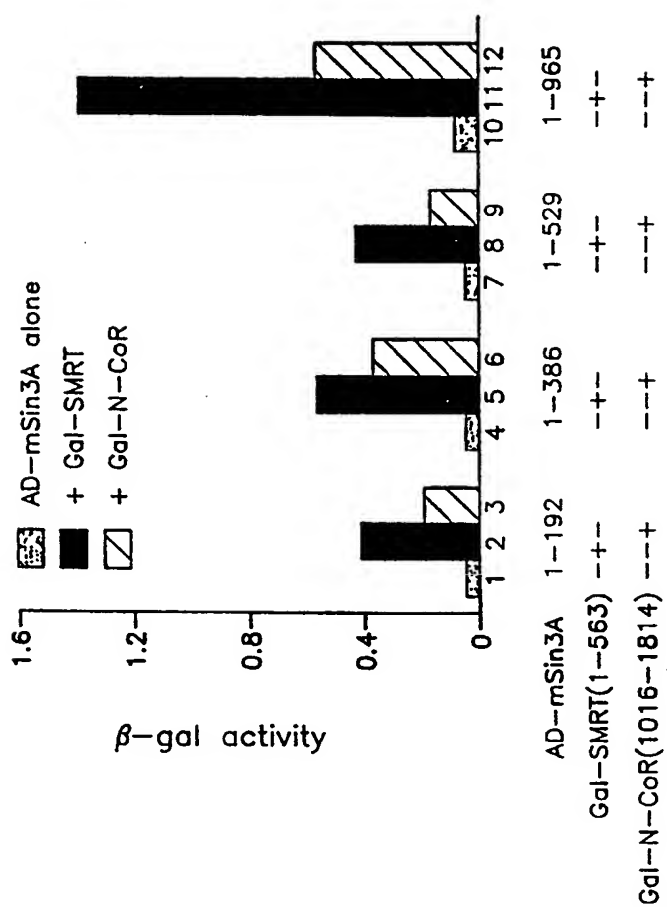 AD-mSin3A alone
+ Gal-SMRT
+ Gal-N-CoR
β-gal activity
1.6
1.2
0.8
0.4
0
1 2 3 4 5 6 7 8 9 10 11 12
AD-mSin3A 1-192 1-386 1-529 1-965
Gal-SMRT(1-563) -+- -+- -+- -+-
Gal-N-CoR(1016-1814) --+ --+ --+ --+